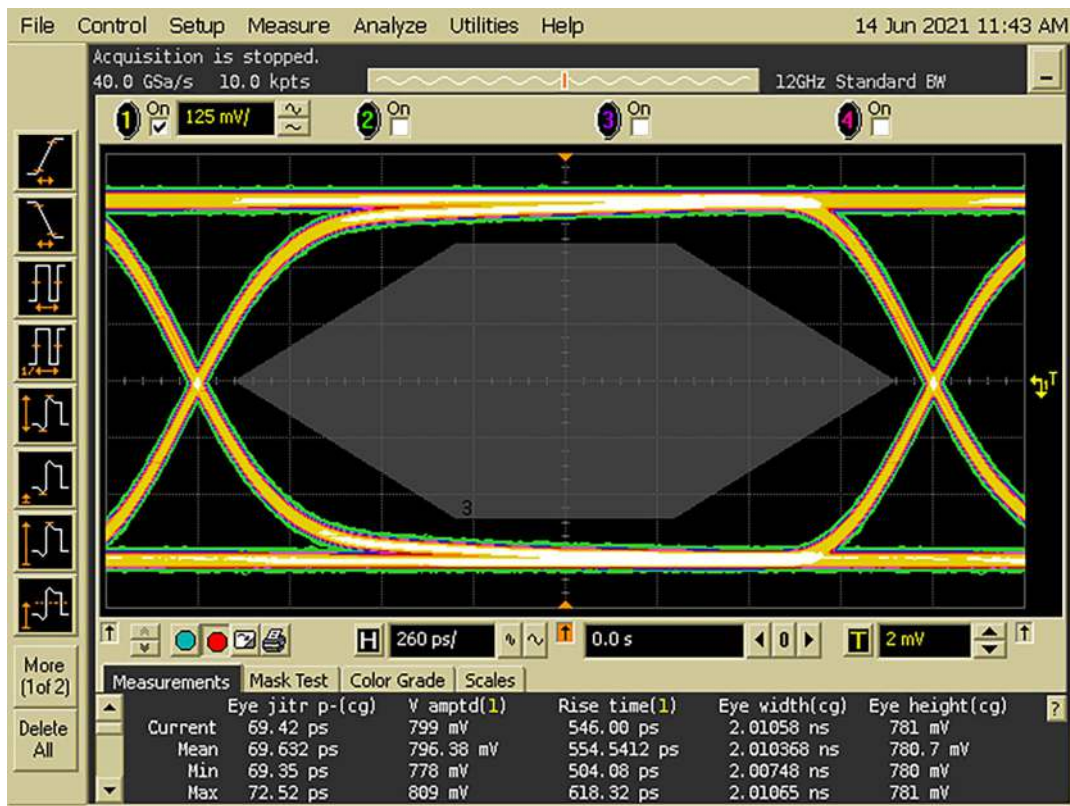 File Control Setup Measure Analyze Utilities Help 14 Jun 2021 11:43 AM
Acquisition is stopped.
40.0 GSa/s 10.0 kpts 12GHz Standard BW
1 On 125 mV/ 2 On 3 On 4 On
3
T
H 260 ps/ 0.0 s 0 T 2 mV
More
(1of 2)
Delete
All
Measurements Mask Test Color Grade Scales
Eye jitr p-(cg) V amptd(1) Rise time(1) Eye width(cg) Eye height(cg) ?
Current 69.42 ps 799 mV 546.00 ps 2.01058 ns 781 mV
Mean 69.632 ps 796.38 mV 554.5412 ps 2.010368 ns 780.7 mV
Min 69.35 ps 778 mV 504.08 ps 2.00748 ns 780 mV
Max 72.52 ps 809 mV 618.32 ps 2.01065 ns 781 mV